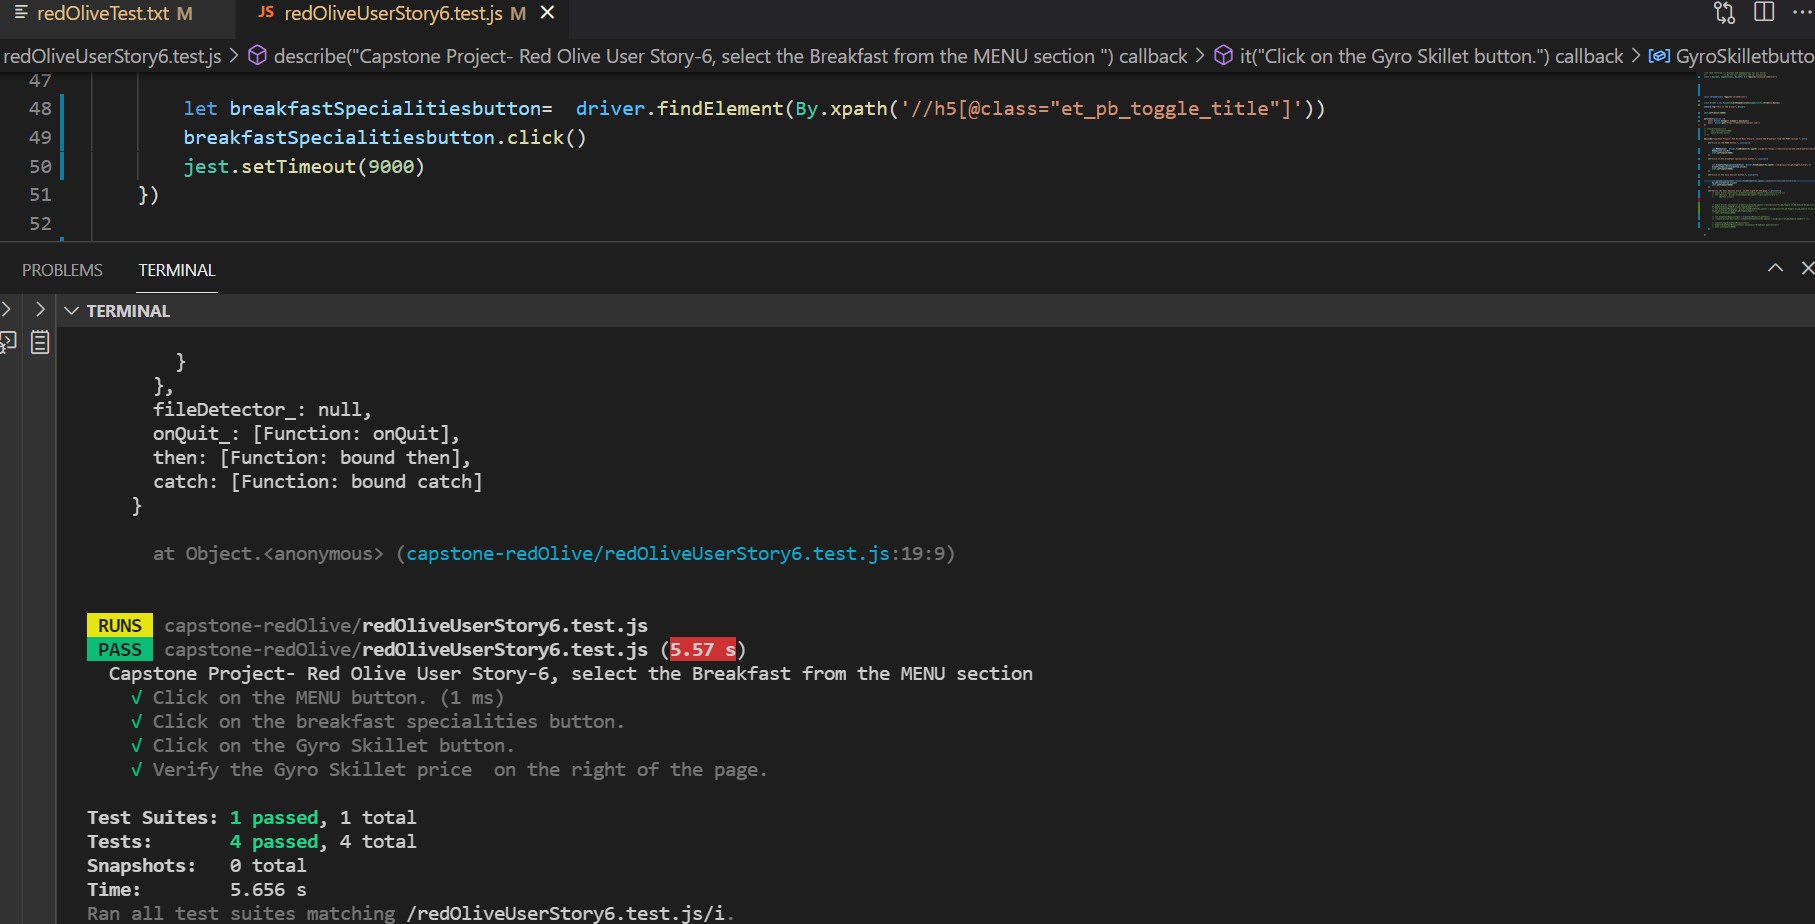 redOliveTest.txt M JS redOliveUserStory6.test.js M
redOliveUserStory6.test.js > describe("Capstone Project- Red Olive User Story-6, select the Breakfast from the MENU section ") callback > it("Click on the Gyro Skillet button.") callback > GyroSkilletbutto
47
48 let breakfastSpecialitiesbutton=  driver.findElement(By.xpath('//h5[@class="et_pb_toggle_title"]'))
49 breakfastSpecialitiesbutton.click()
50 jest.setTimeout(9000)
51 })
52
PROBLEMS TERMINAL
TERMINAL
}
},
fileDetector_: null,
onQuit_: [Function: onQuit],
then: [Function: bound then],
catch: [Function: bound catch]
}
at Object.<anonymous> (capstone-redOlive/redOliveUserStory6.test.js:19:9)
RUNS capstone-redOlive/redOliveUserStory6.test.js
PASS capstone-redOlive/redOliveUserStory6.test.js (5.57 s)
Capstone Project- Red Olive User Story-6, select the Breakfast from the MENU section
√ Click on the MENU button. (1 ms)
√ Click on the breakfast specialities button.
√ Click on the Gyro Skillet button.
√ Verify the Gyro Skillet price  on the right of the page.
Test Suites: 1 passed, 1 total
Tests: 4 passed, 4 total
Snapshots: 0 total
Time: 5.656 s
Ran all test suites matching /redOliveUserStory6.test.js/i.